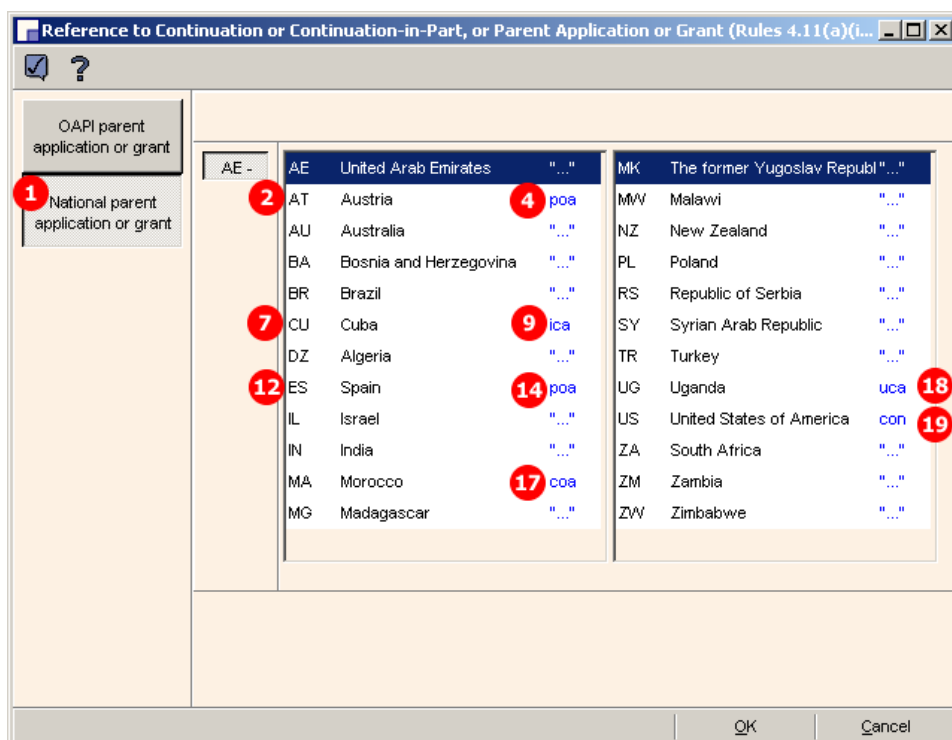 Reference to Continuation or Continuation-in-Part, or Parent Application or Grant (Rules 4.11(a)(i...
?
OAPI parent
application or grant
1
National parent
application or grant
AE -
AE United Arab Emirates "..."
2 AT Austria 4 poa
AU Australia "..."
BA Bosnia and Herzegovina "..."
BR Brazil "..."
7 CU Cuba 9 ica
DZ Algeria "..."
12 ES Spain 14 poa
IL Israel "..."
IN India "..."
MA Morocco 17 coa
MG Madagascar "..."
MK The former Yugoslav Republ "..."
MW Malawi "..."
NZ New Zealand "..."
PL Poland "..."
RS Republic of Serbia "..."
SY Syrian Arab Republic "..."
TR Turkey "..."
UG Uganda uca 18
US United States of America con 19
ZA South Africa "..."
ZM Zambia "..."
ZW Zimbabwe "..."
OK Cancel